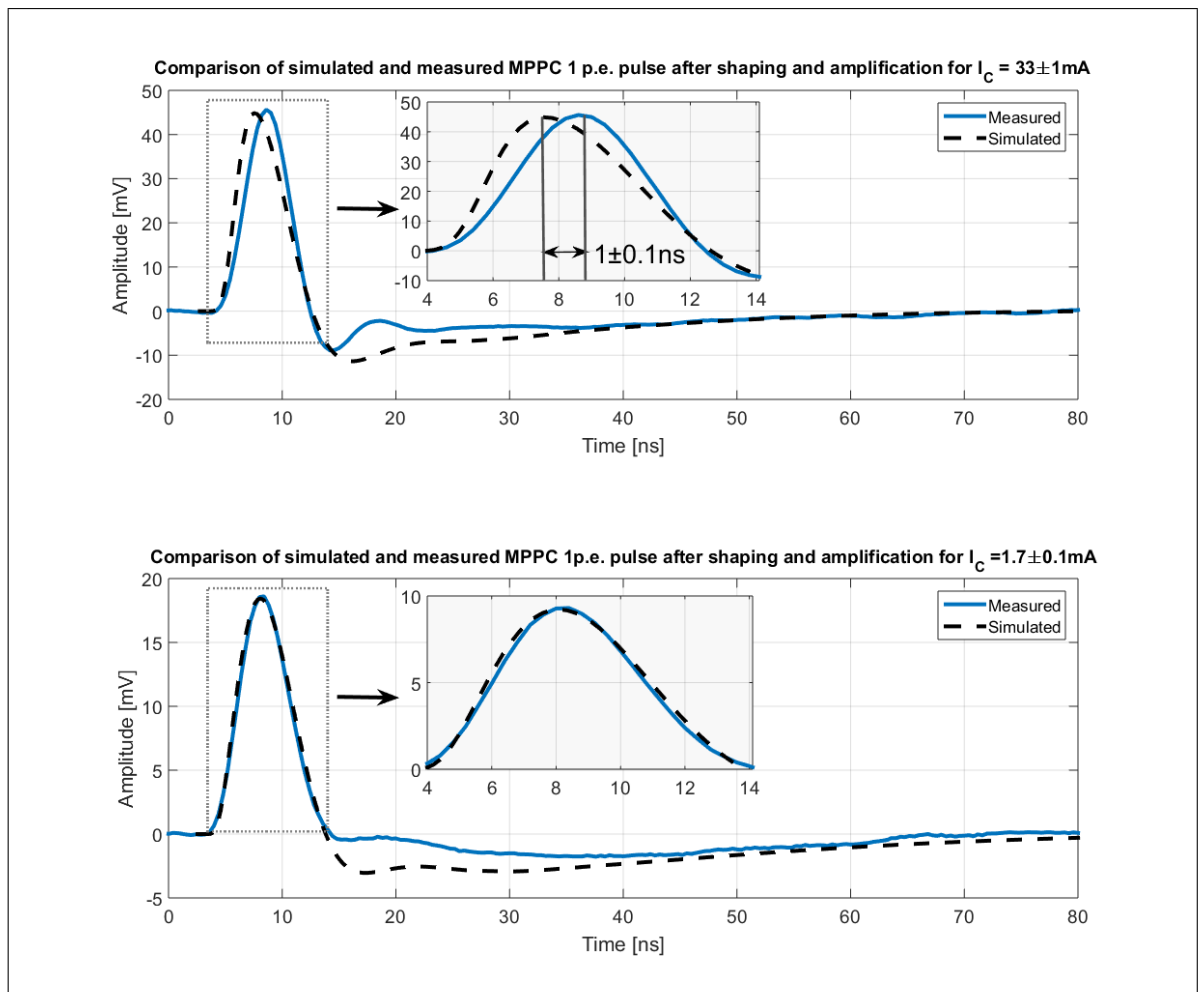 Comparison of simulated and measured MPPC 1 p.e. pulse after shaping and amplification for I_C = 33±1mA
Amplitude [mV]
50
40
30
20
10
0
-10
-20
0 10 20 30 40 50 60 70 80
Time [ns]
50
40
30
20
10
0
-10
4 6 8 10 12 14
1±0.1ns
Measured
Simulated
Comparison of simulated and measured MPPC 1p.e. pulse after shaping and amplification for I_C =1.7±0.1mA
Amplitude [mV]
20
15
10
5
0
-5
0 10 20 30 40 50 60 70 80
Time [ns]
10
5
0
4 6 8 10 12 14
Measured
Simulated